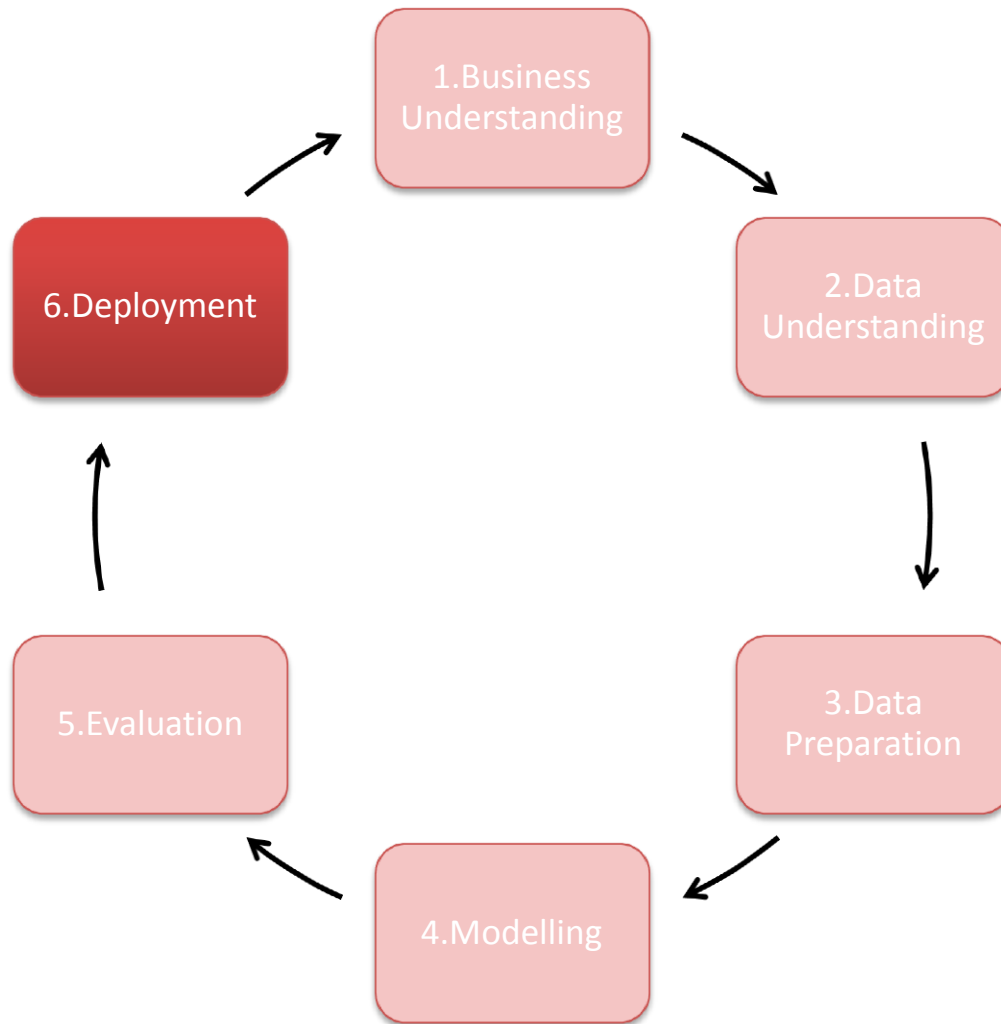 1.Business
Understanding
2.Data
Understanding
3.Data
Preparation
4.Modelling
5.Evaluation
6.Deployment